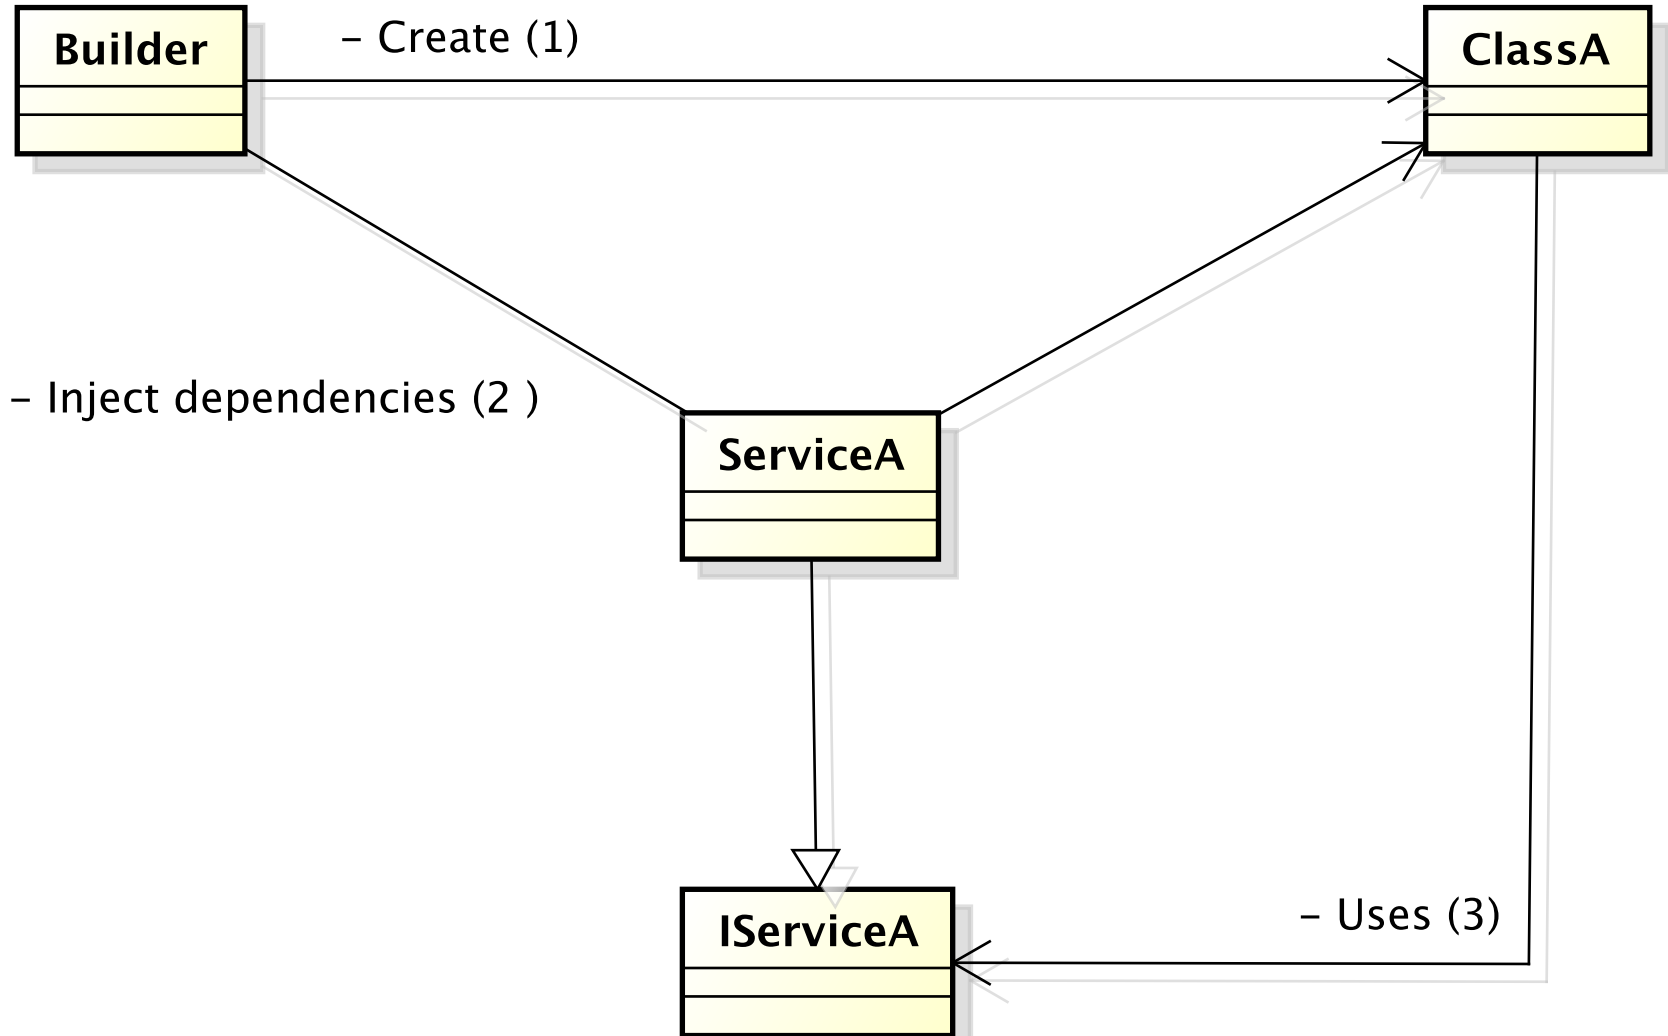 Builder
– Create (1)
ClassA
– Inject dependencies (2 )
ServiceA
– Uses (3)
IServiceA